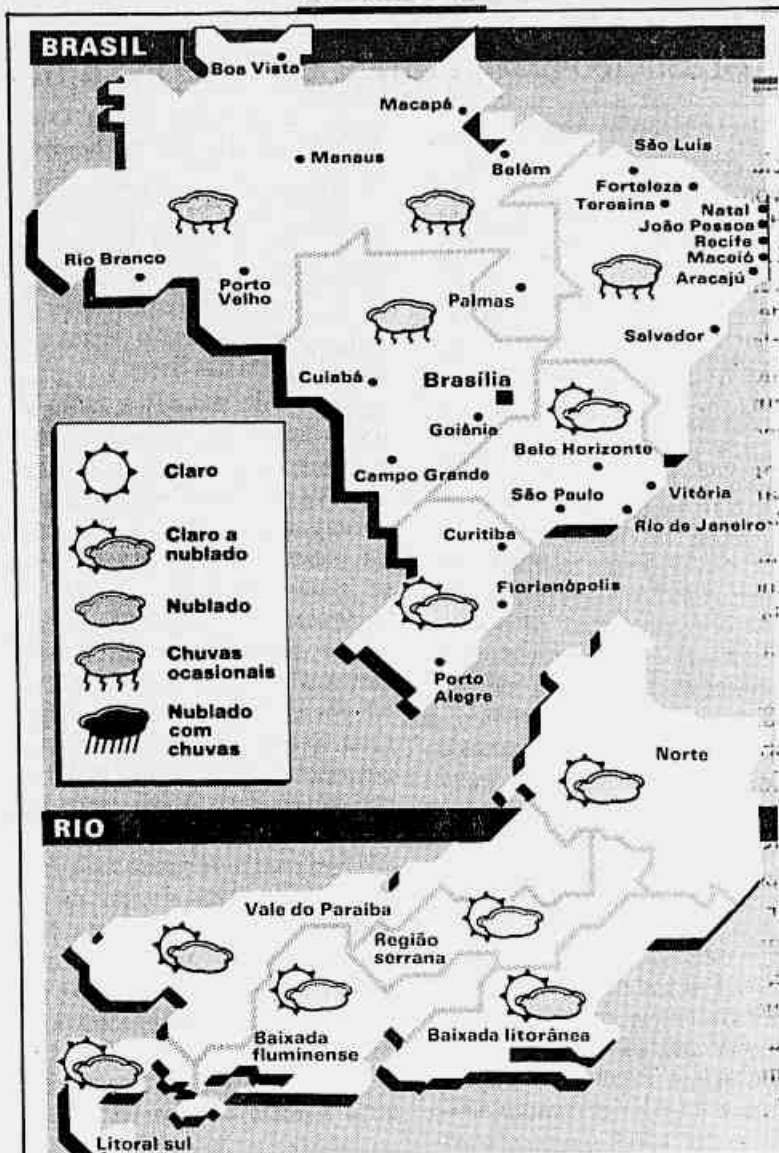 BRASIL
Boa Vista
Macapá
Manaus
Belém
São Luís
Fortaleza
Teresina
Natal
João Pessoa
Recife
Maceió
Aracajú
Rio Branco
Porto
Velho
Palmas
Salvador
Cuiabá
Brasília
Goiânia
Belo Horizonte
Campo Grande
São Paulo
Vitória
Rio de Janeiro
Curitiba
Florianópolis
Porto
Alegre
Claro
Claro a
nublado
Nublado
Chuvas
ocasionais
Nublado
com
chuvas
RIO
Norte
Vale do Paraiba
Região
serrana
Baixada
fluminense
Baixada litorânea
Litoral sul